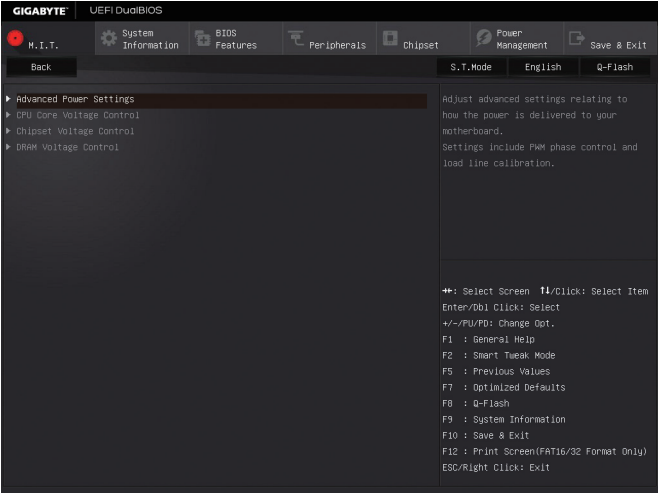 GIGABYTE™ UEFI DualBIOS
M.I.T. System Information BIOS Features Peripherals Chipset Power Management Save & Exit
Back S.T.Mode English Q-Flash
Advanced Power Settings
CPU Core Voltage Control
Chipset Voltage Control
DRAM Voltage Control
Adjust advanced settings relating to
how the power is delivered to your
motherboard.
Settings include PWM phase control and
load line calibration.
→←: Select Screen ↑↓/Click: Select Item
Enter/Dbl Click: Select
+/-/PU/PD: Change Opt.
F1 : General Help
F2 : Smart Tweak Mode
F5 : Previous Values
F7 : Optimized Defaults
F8 : Q-Flash
F9 : System Information
F10 : Save & Exit
F12 : Print Screen(FAT16/32 Format Only)
ESC/Right Click: Exit